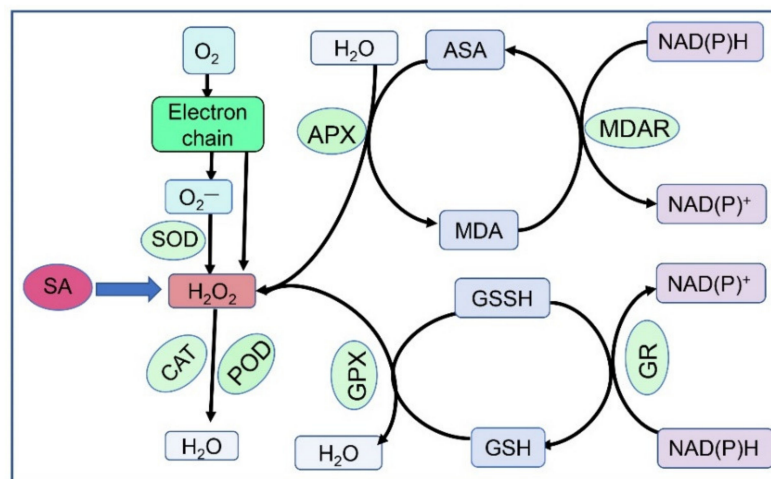 O₂
Electron
chain
O₂—
SOD
SA
H₂O₂
CAT
POD
H₂O
H₂O
ASA
NAD(P)H
APX
MDAR
MDA
NAD(P)⁺
GSSH
NAD(P)⁺
GPX
GR
H₂O
GSH
NAD(P)H